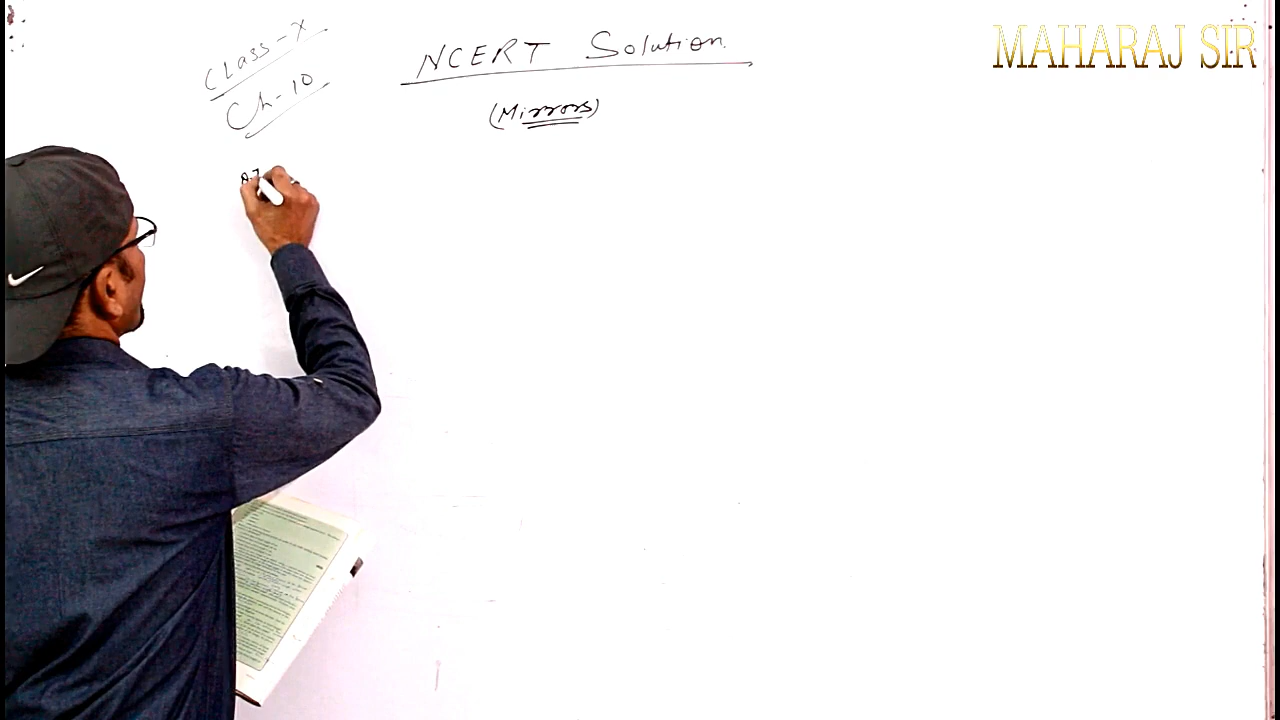 MAHARAJ SIR
Class-X
Ch-10
NCERT Solution
(Mirrors)